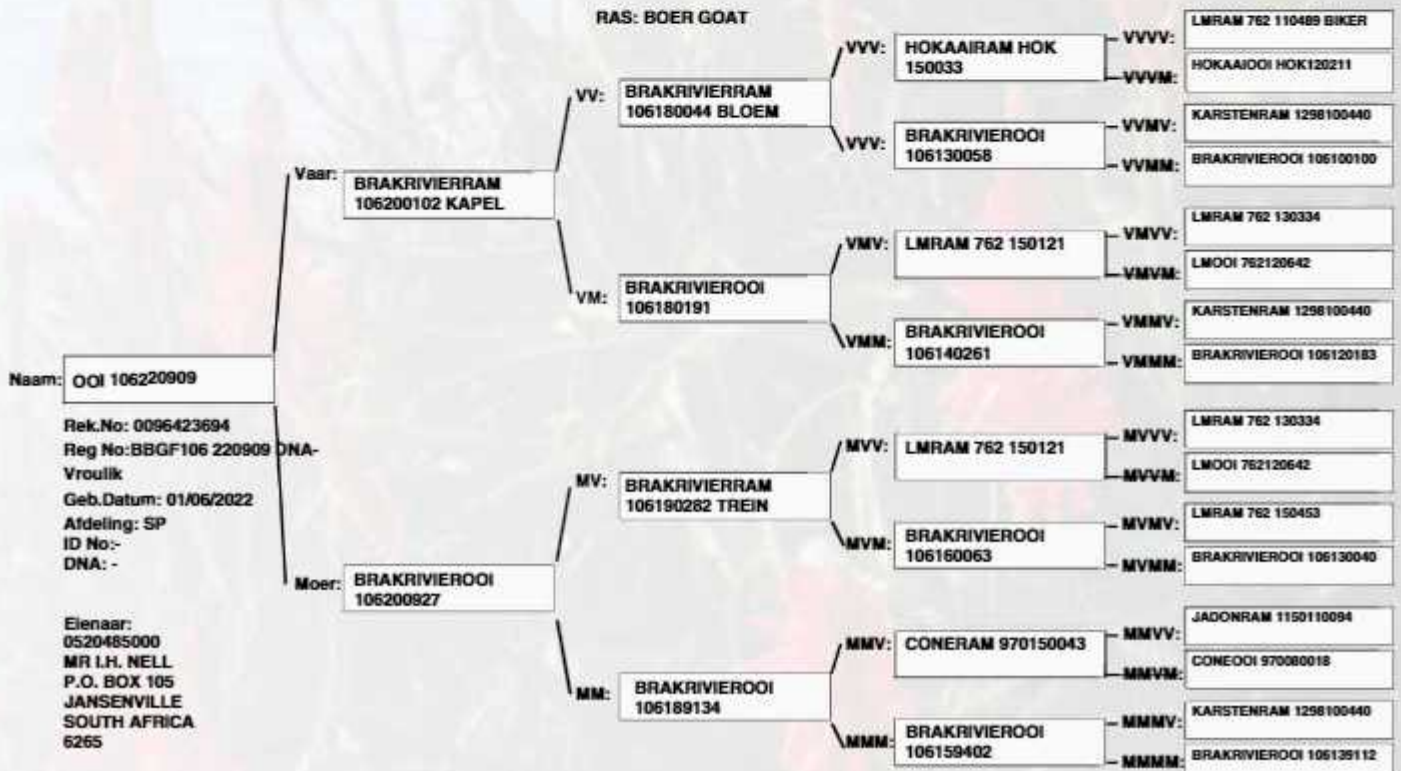 RAS: BOER GOAT
Naam: OOI 106220909
Rek.No: 0096423694
Reg No:BBGF106 220909 DNA-
Vroulik
Geb.Datum: 01/06/2022
Afdeling: SP
ID No:-
DNA: -
Eienaar:
0520485000
MR I.H. NELL
P.O. BOX 105
JANSENVILLE
SOUTH AFRICA
6265
Vaar: BRAKRIVIERRAM
106200102 KAPEL
Moer: BRAKRIVIEROOI
106200927
VV: BRAKRIVIERRAM
106180044 BLOEM
VM: BRAKRIVIEROOI
106180191
MV: BRAKRIVIERRAM
106190282 TREIN
MM: BRAKRIVIEROOI
106189134
VVV: HOKAAIRAM HOK
150033
VVV: BRAKRIVIEROOI
106130058
VMV: LMRAM 762 150121
VMM: BRAKRIVIEROOI
106140261
MVV: LMRAM 762 150121
MVM: BRAKRIVIEROOI
106160063
MMV: CONERAM 970150043
MMM: BRAKRIVIEROOI
106159402
VVVV: LMRAM 762 110489 BIKER
VVVM: HOKAAIOOI HOK120211
VVMV: KARSTENRAM 1298100440
VVMM: BRAKRIVIEROOI 106100100
VMVV: LMRAM 762 130334
VMVM: LMOOI 762120642
VMMV: KARSTENRAM 1298100440
VMMM: BRAKRIVIEROOI 106120183
MVVV: LMRAM 762 130334
MVVM: LMOOI 762120642
MVMV: LMRAM 762 150453
MVMM: BRAKRIVIEROOI 106130040
MMVV: JADONRAM 1150110094
MMVM: CONEOOI 970080018
MMMV: KARSTENRAM 1298100440
MMMM: BRAKRIVIEROOI 106139112